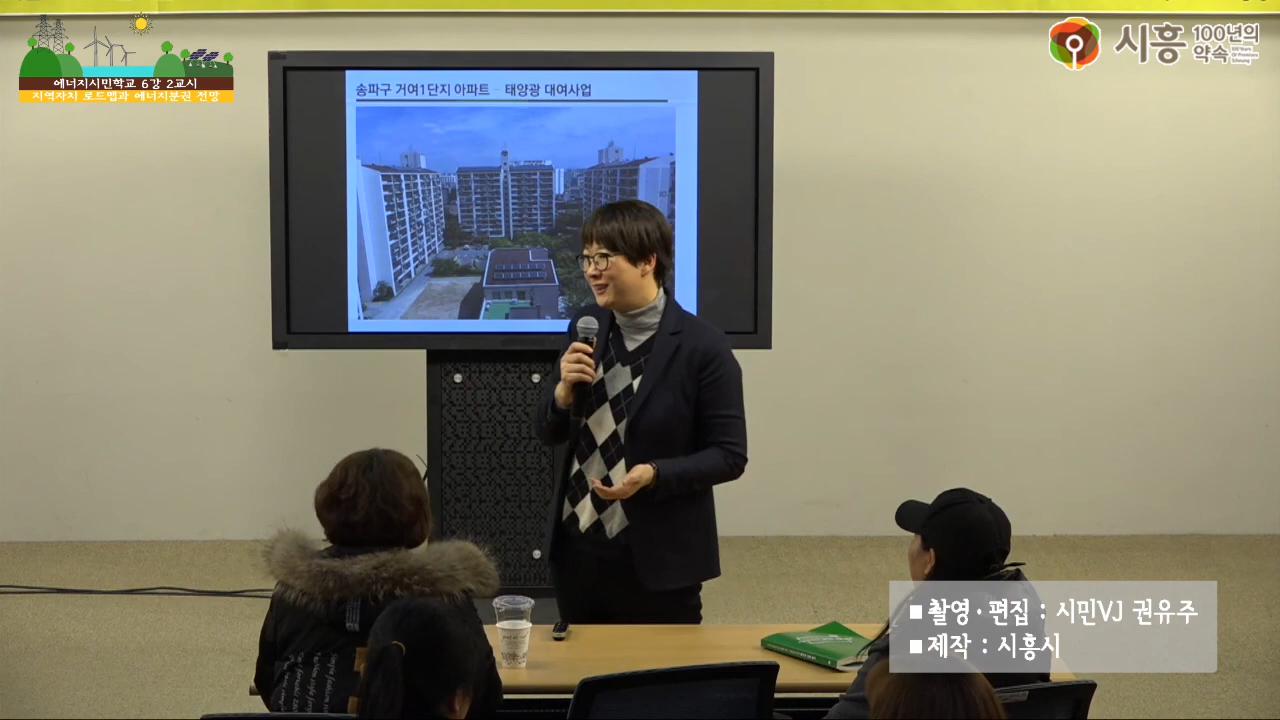 에너지시민학교 6강 2교시
지역자치 로드맵과 에너지분권 전망
시흥 100년의 약속
송파구 거여1단지 아파트 - 태양광 대여사업
■ 촬영·편집 : 시민VJ 권유주
■ 제작 : 시흥시